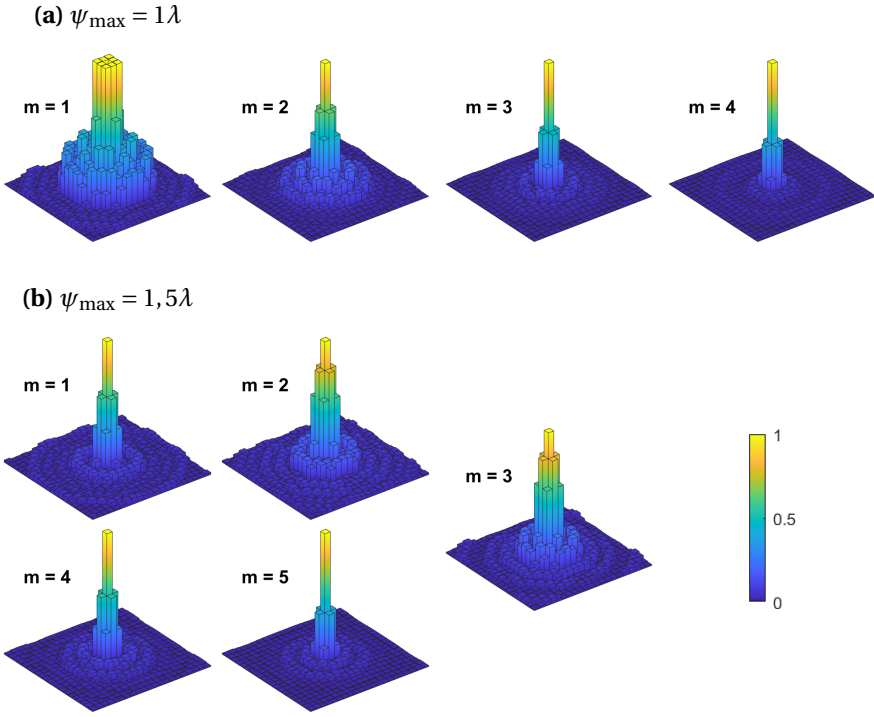 (a) ψmax = 1λ
m = 1
m = 2
m = 3
m = 4
(b) ψmax = 1,5λ
m = 1
m = 2
m = 3
m = 4
m = 5
1
0.5
0